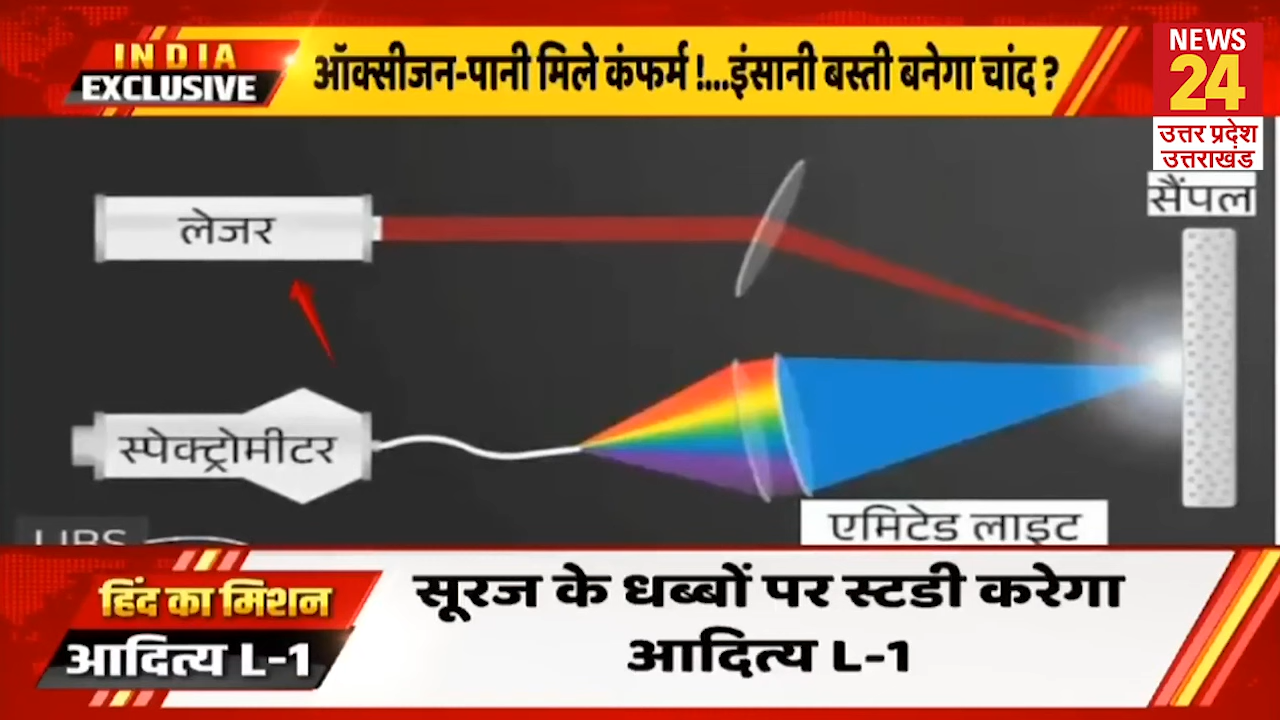 INDIA
EXCLUSIVE
ऑक्सीजन-पानी मिले कंफर्म !...इंसानी बस्ती बनेगा चांद ?
NEWS
24
उत्तर प्रदेश
उत्तराखंड
सैंपल
लेजर
स्पेक्ट्रोमीटर
एमिटेड लाइट
LIBS
हिंद का मिशन
आदित्य L-1
सूरज के धब्बों पर स्टडी करेगा
आदित्य L-1